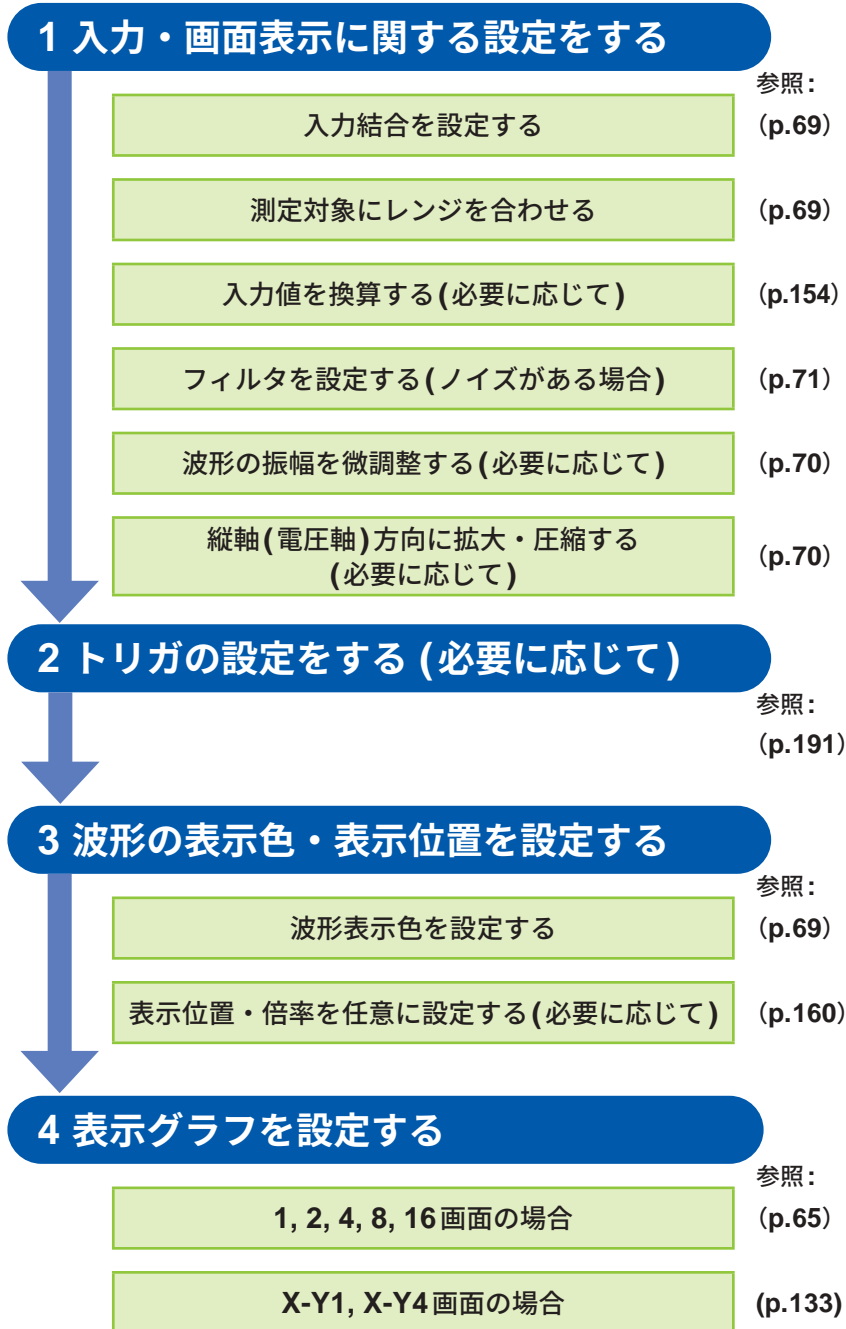 1 入力・画面表示に関する設定をする
参照:
入力結合を設定する
（p.69）
測定対象にレンジを合わせる
（p.69）
入力値を換算する(必要に応じて)
（p.154）
フィルタを設定する(ノイズがある場合)
（p.71）
波形の振幅を微調整する(必要に応じて)
（p.70）
縦軸(電圧軸)方向に拡大・圧縮する
(必要に応じて)
（p.70）
2 トリガの設定をする (必要に応じて)
参照:
（p.191）
3 波形の表示色・表示位置を設定する
参照:
波形表示色を設定する
（p.69）
表示位置・倍率を任意に設定する(必要に応じて)
（p.160）
4 表示グラフを設定する
参照:
1, 2, 4, 8, 16画面の場合
（p.65）
X-Y1, X-Y4画面の場合
(p.133)